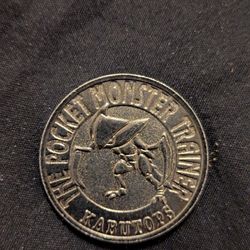 THE POCKET MONSTER TRAINER
KABUTOPS